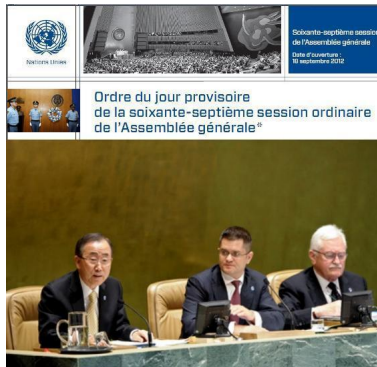 Soixante-septième session
de l'Assemblée générale
Date d'ouverture :
18 septembre 2012
Nations Unies
Ordre du jour provisoire
de la soixante-septième session ordinaire
de l'Assemblée générale*